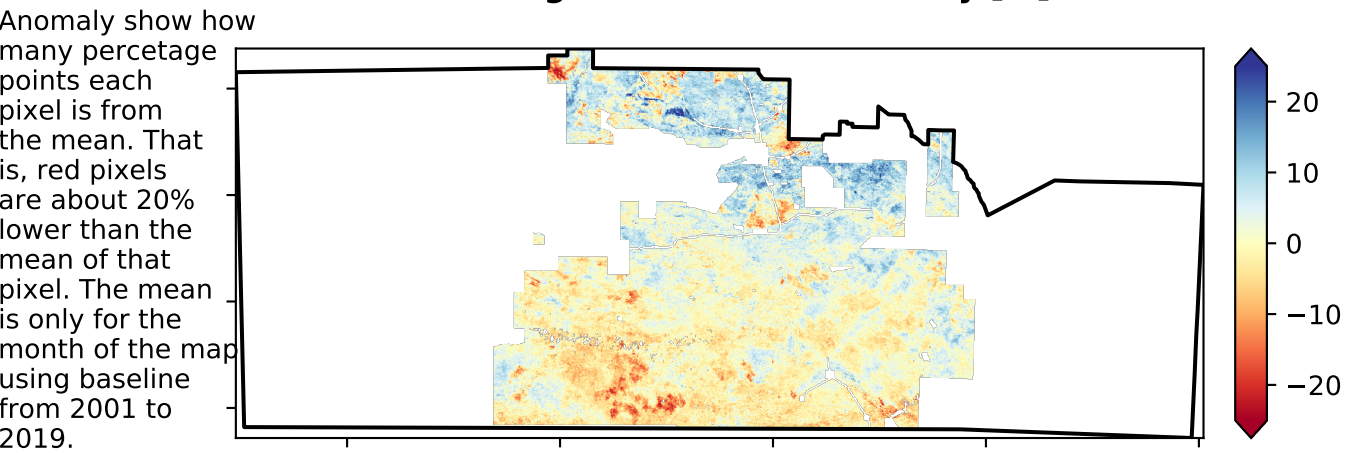 Anomaly show how
many percetage
points each
pixel is from
the mean. That
is, red pixels
are about 20%
lower than the
mean of that
pixel. The mean
is only for the
month of the map
using baseline
from 2001 to
2019.
20
10
0
−10
−20